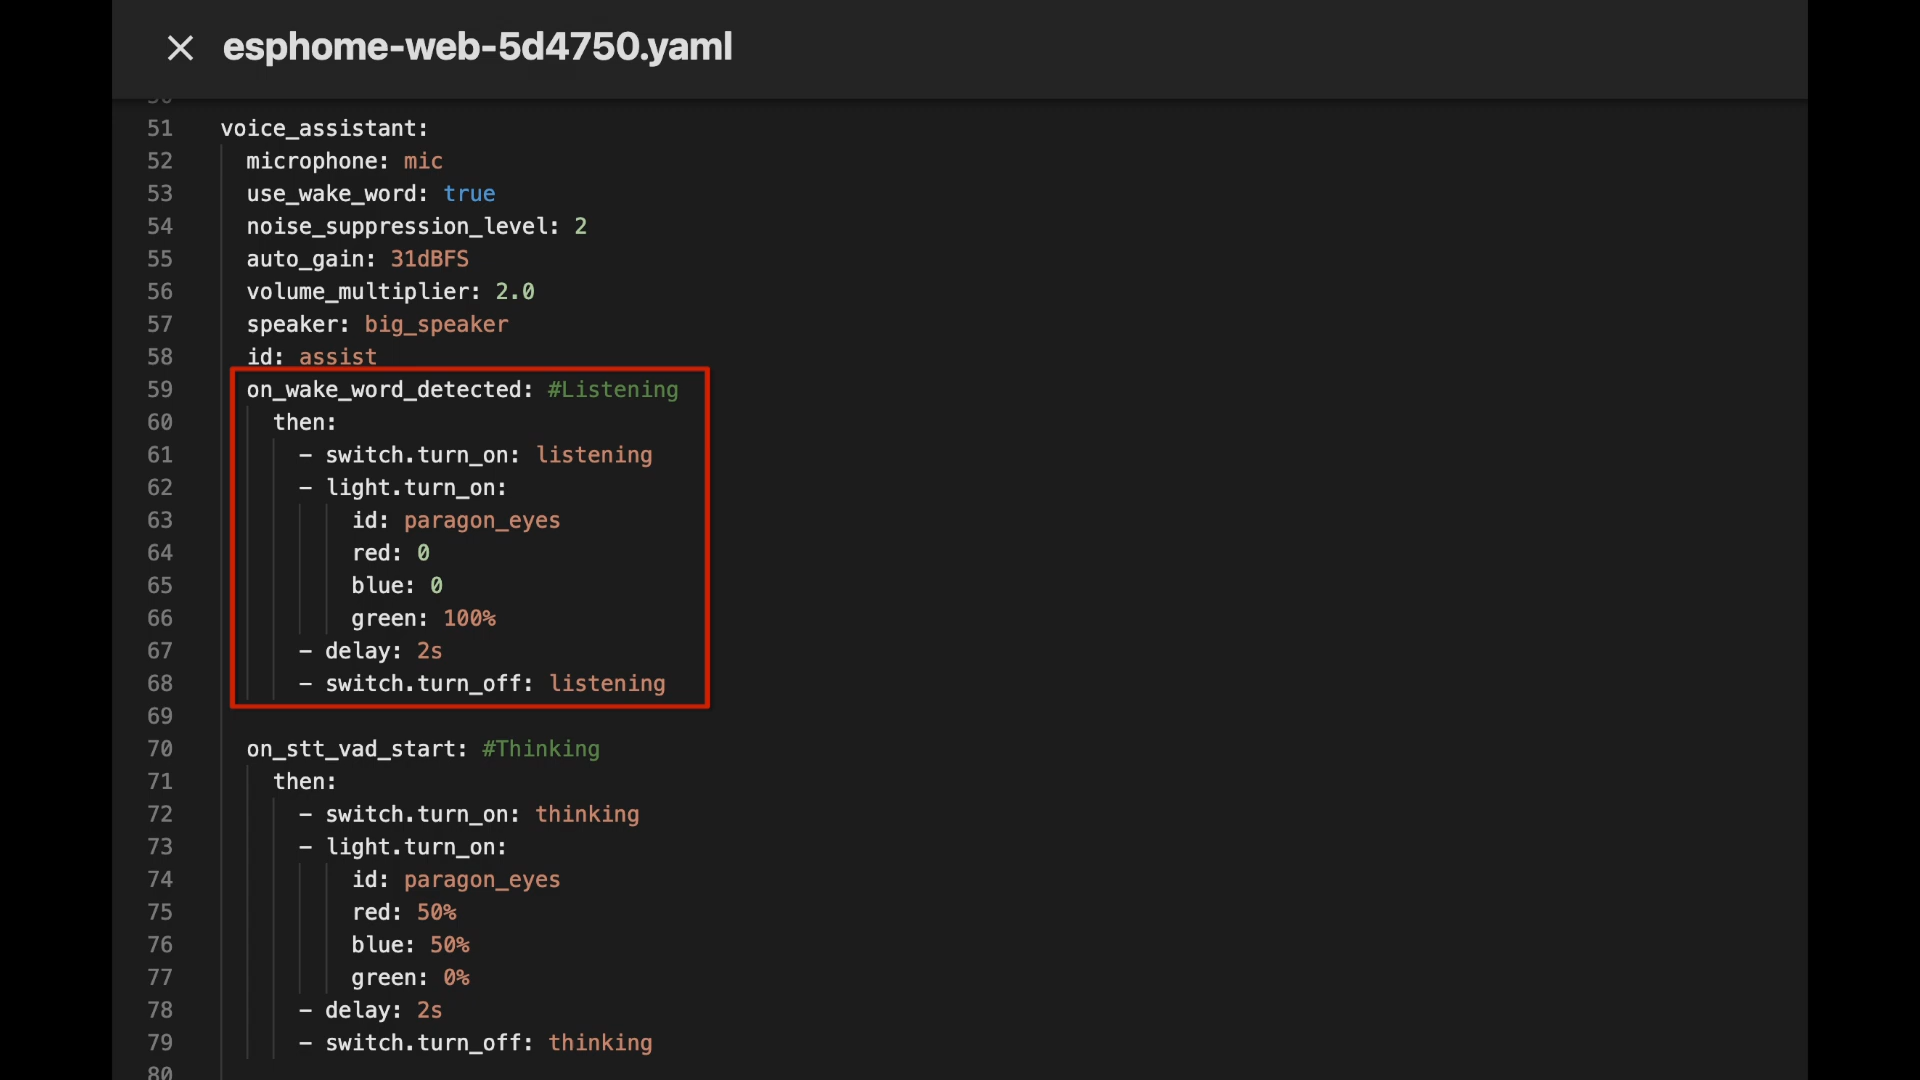 esphome-web-5d4750.yaml
51 voice_assistant:
52 microphone: mic
53 use_wake_word: true
54 noise_suppression_level: 2
55 auto_gain: 31dBFS
56 volume_multiplier: 2.0
57 speaker: big_speaker
58 id: assist
59 on_wake_word_detected: #Listening
60 then:
61 - switch.turn_on: listening
62 - light.turn_on:
63 id: paragon_eyes
64 red: 0
65 blue: 0
66 green: 100%
67 - delay: 2s
68 - switch.turn_off: listening
69
70 on_stt_vad_start: #Thinking
71 then:
72 - switch.turn_on: thinking
73 - light.turn_on:
74 id: paragon_eyes
75 red: 50%
76 blue: 50%
77 green: 0%
78 - delay: 2s
79 - switch.turn_off: thinking
80